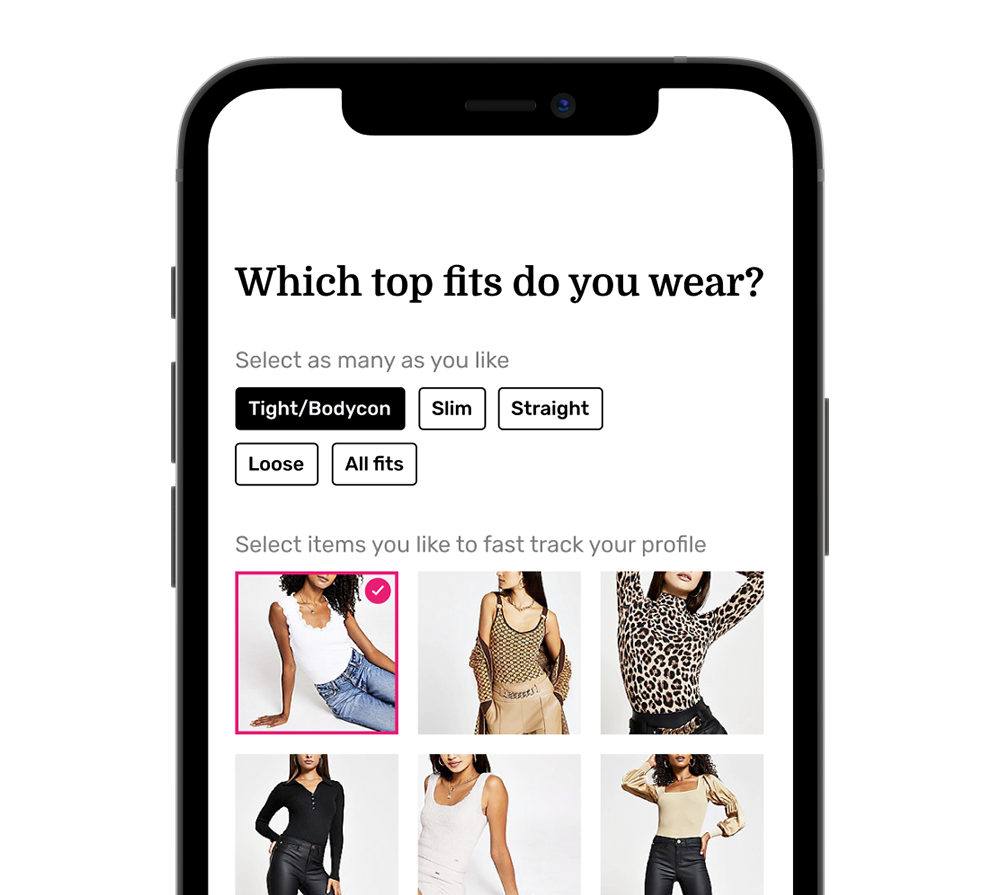 Which top fits do you wear?
Select as many as you like
Tight/Bodycon Slim Straight
Loose All fits
Select items you like to fast track your profile